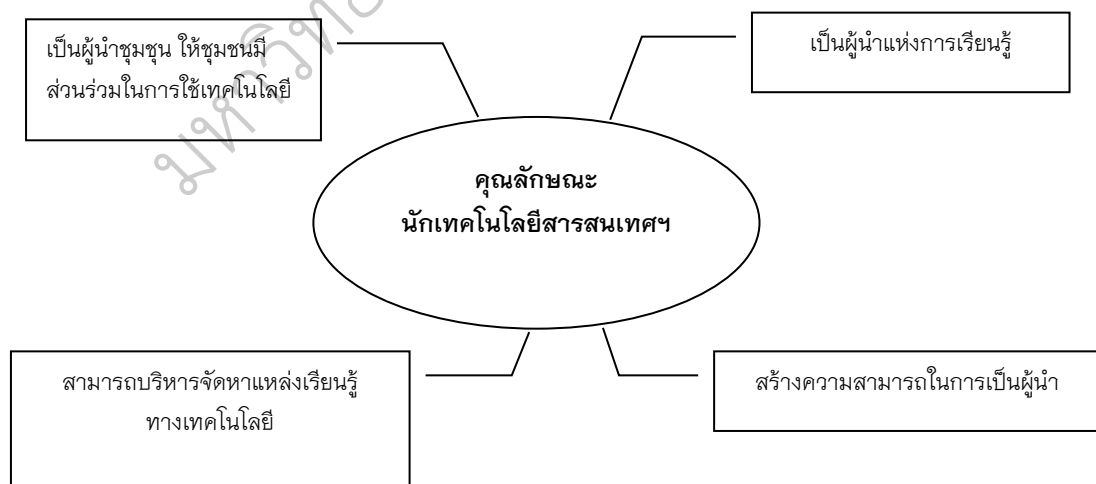 เป็นผู้นำชุมชน ให้ชุมชนมี
ส่วนร่วมในการใช้เทคโนโลยี
เป็นผู้นำแห่งการเรียนรู้
คุณลักษณะ
นักเทคโนโลยีสารสนเทศฯ
สามารถบริหารจัดหาแหล่งเรียนรู้
ทางเทคโนโลยี
สร้างความสามารถในการเป็นผู้นำ